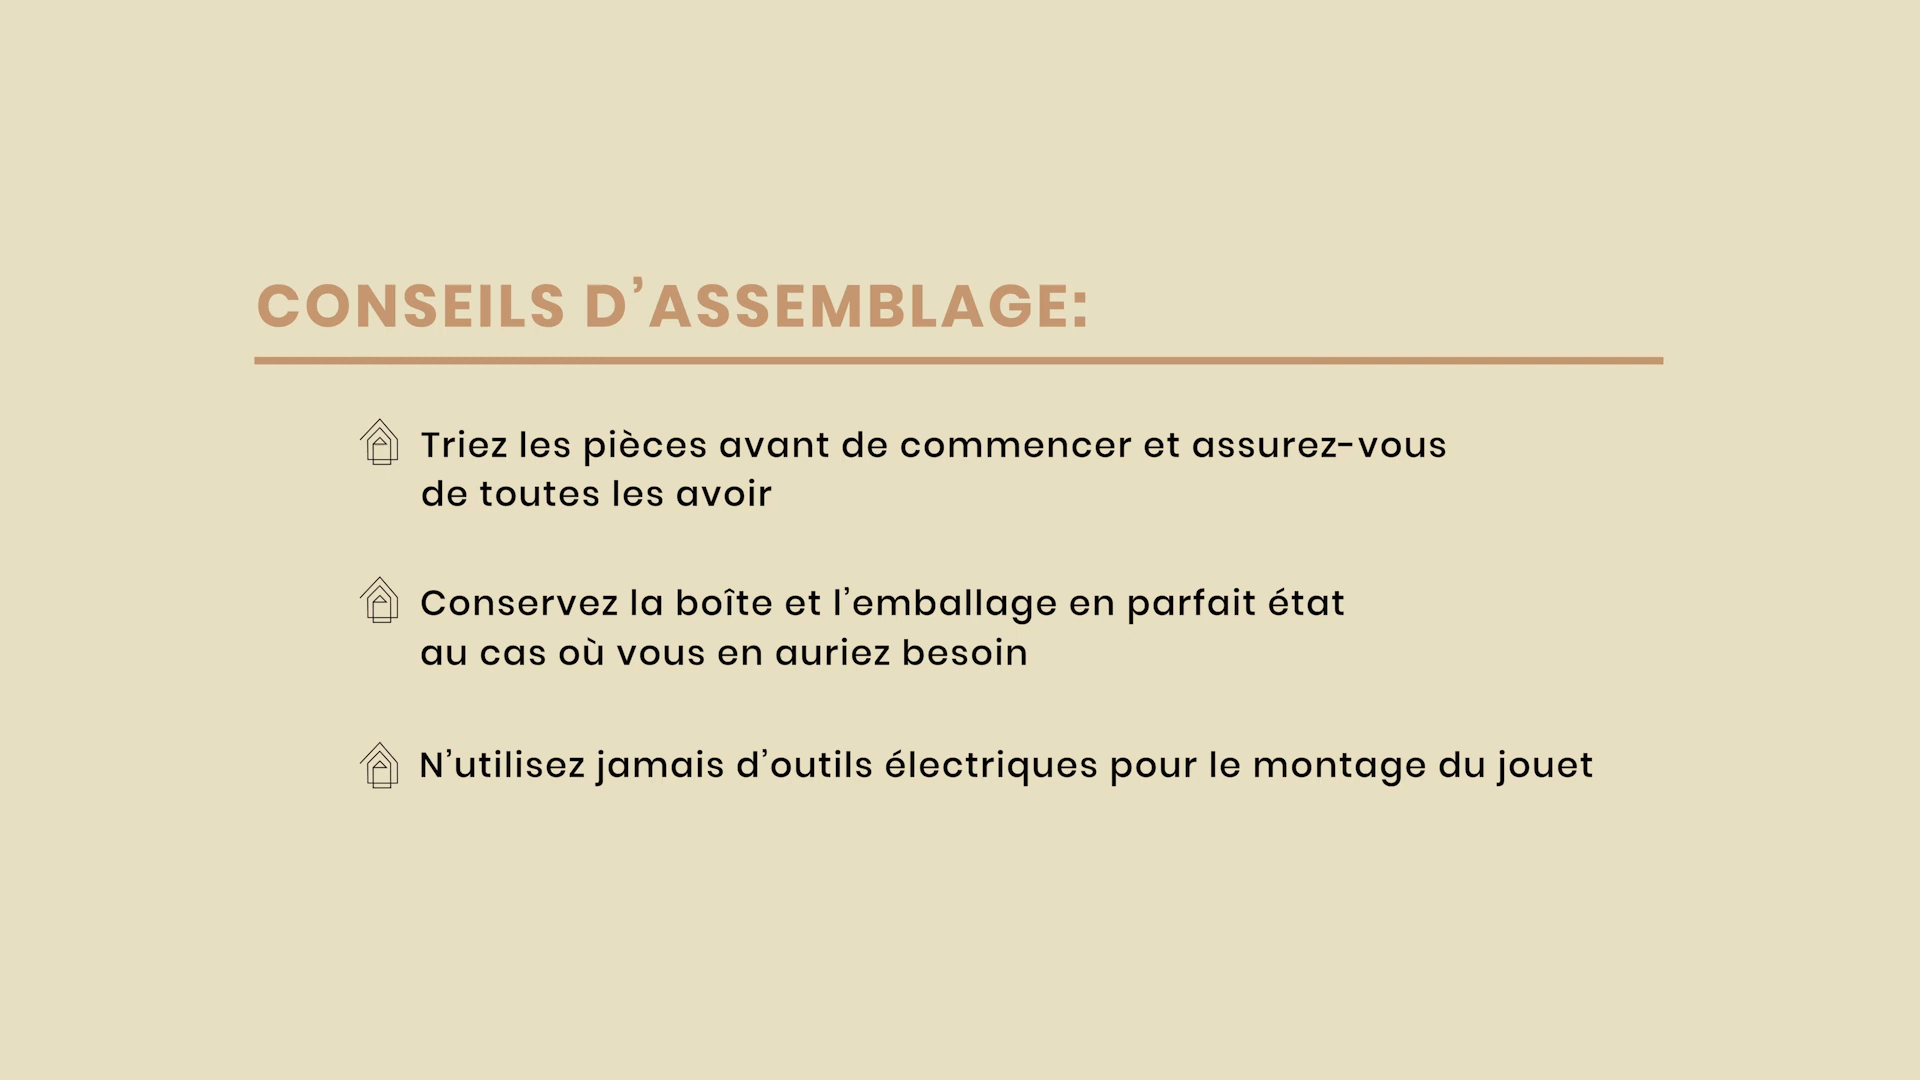 CONSEILS D’ASSEMBLAGE:
Triez les pièces avant de commencer et assurez-vous
de toutes les avoir
Conservez la boîte et l’emballage en parfait état
au cas où vous en auriez besoin
N’utilisez jamais d’outils électriques pour le montage du jouet